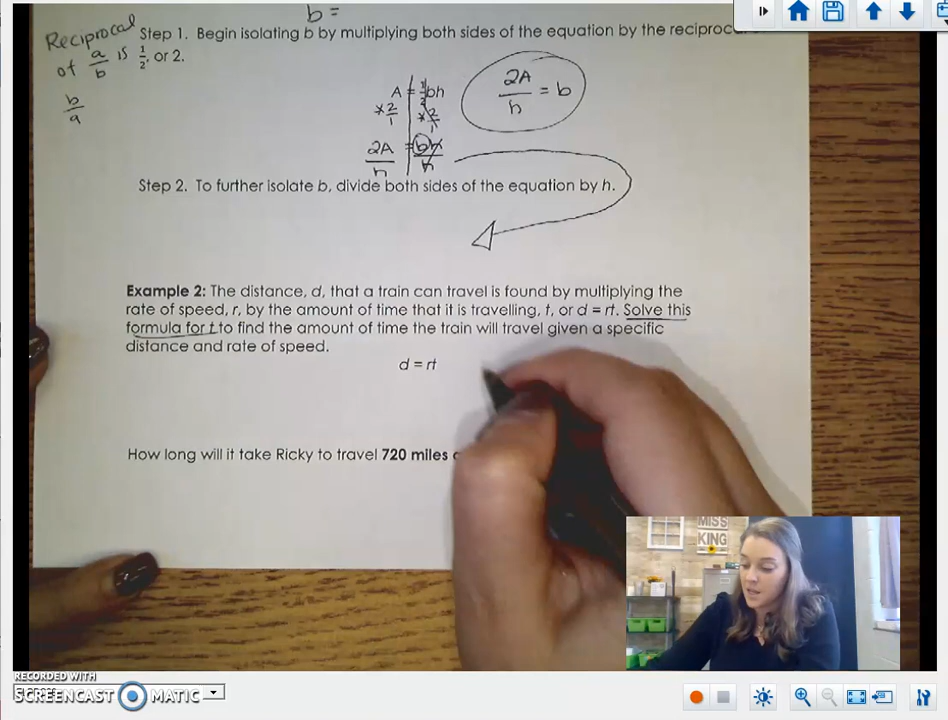 b =
Reciprocal
of a/b is
b/a
Step 1. Begin isolating b by multiplying both sides of the equation by the
1/2, or 2.
A = 1/2 bh
* 2/1 * 2/1
2A/h = bh/h
2A/h = b
Step 2. To further isolate b, divide both sides of the equation by h.
Example 2: The distance, d, that a train can travel is found by multiplying the
rate of speed, r, by the amount of time that it is travelling, t, or d = rt. Solve this
formula for t to find the amount of time the train will travel given a specific
distance and rate of speed.
d = rt
How long will it take Ricky to travel 720 miles
MISS
KING
RECORDED WITH
SCREENCAST MATIC